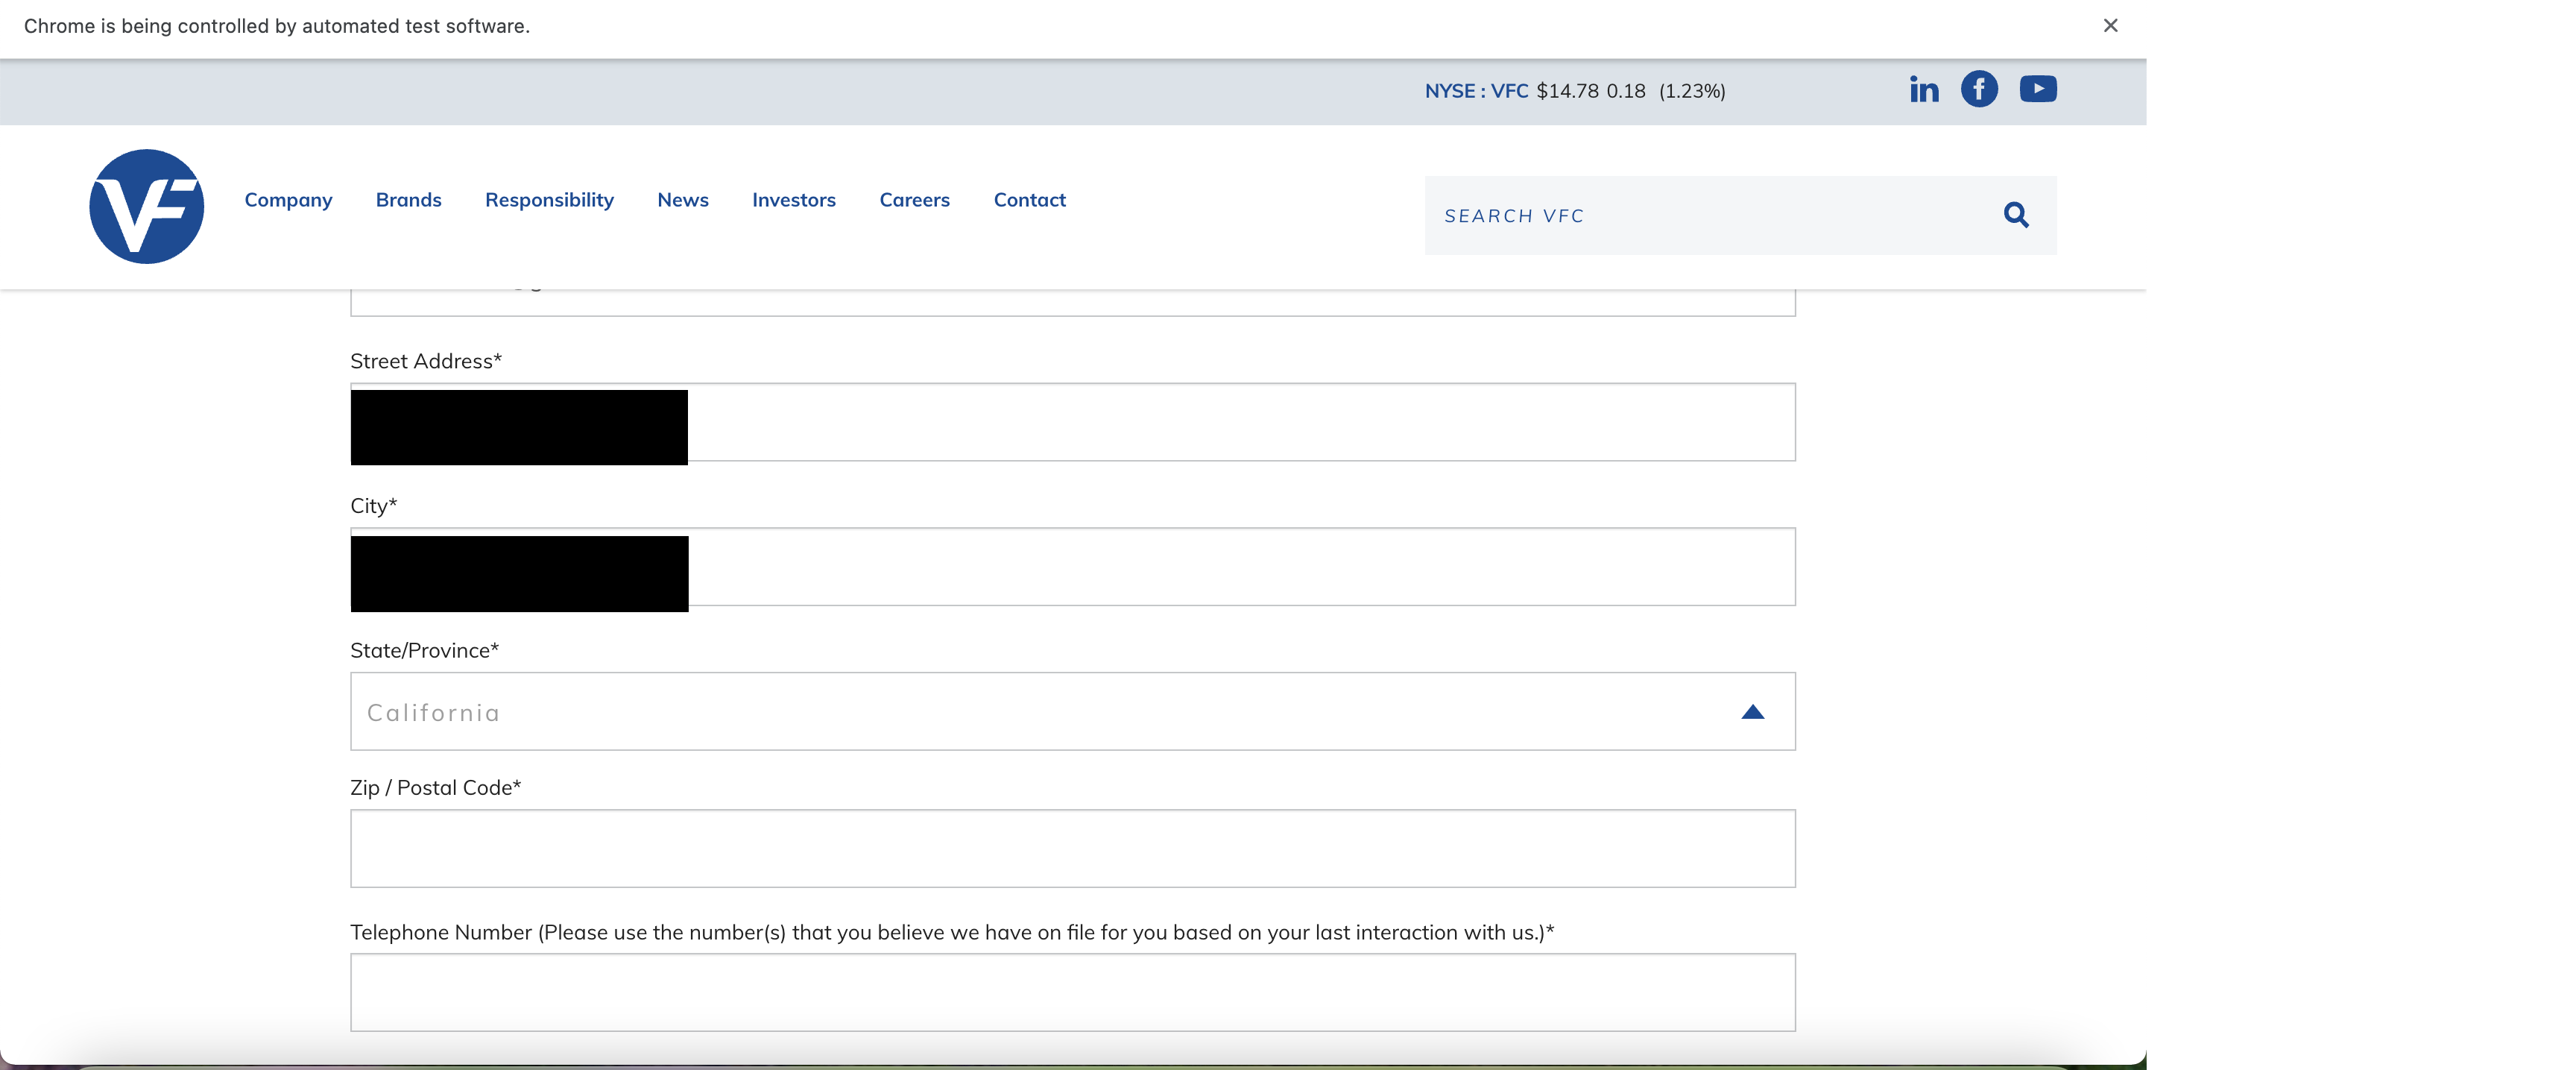 Chrome is being controlled by automated test software.
NYSE : VFC $14.78 0.18 (1.23%)
VF
Company Brands Responsibility News Investors Careers Contact
SEARCH VFC
Street Address*
City*
State/Province*
California
Zip / Postal Code*
Telephone Number (Please use the number(s) that you believe we have on file for you based on your last interaction with us.)*